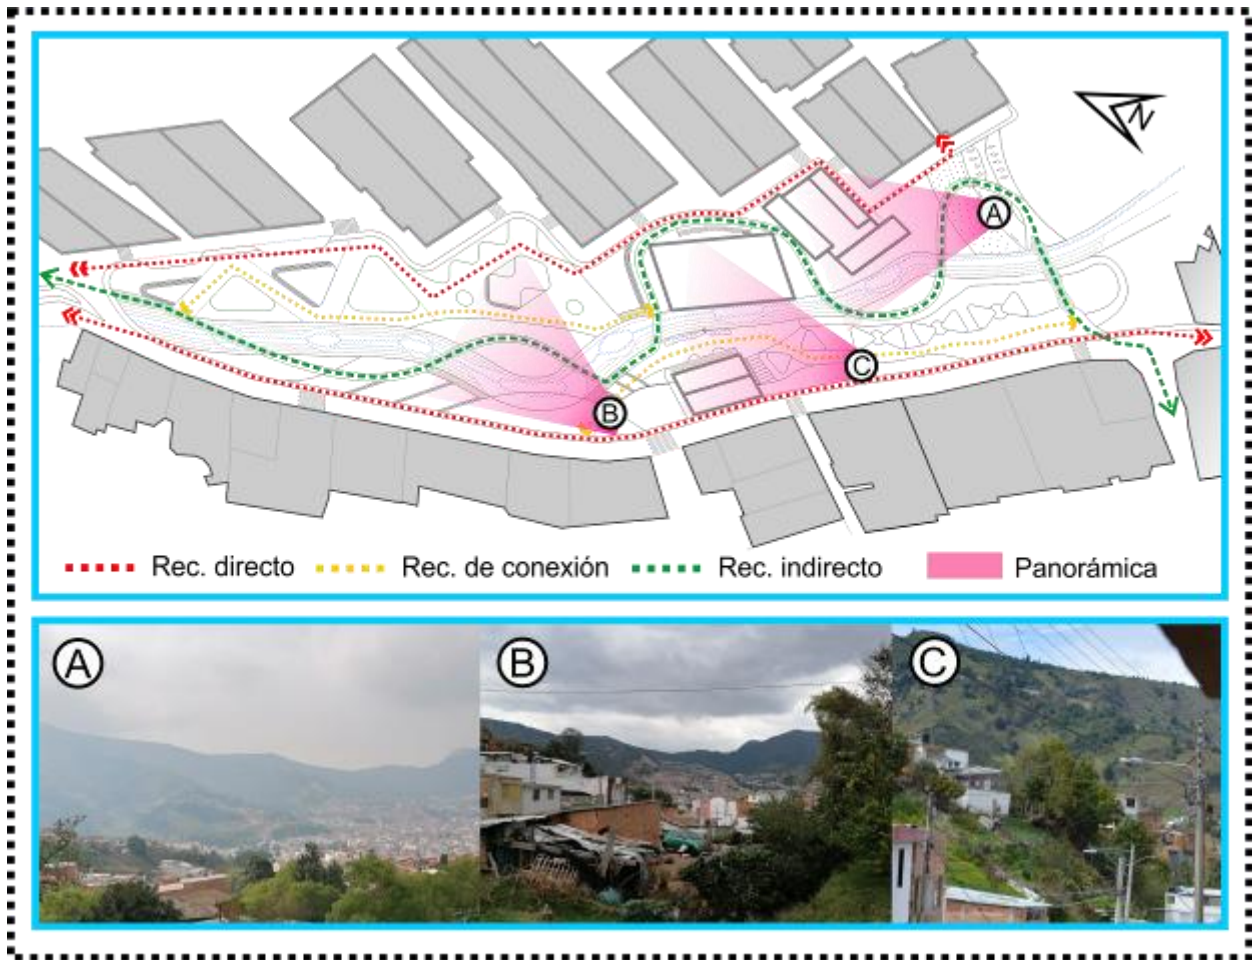 N
A
B
C
Rec. directo
Rec. de conexión
Rec. indirecto
Panorámica
A
B
C